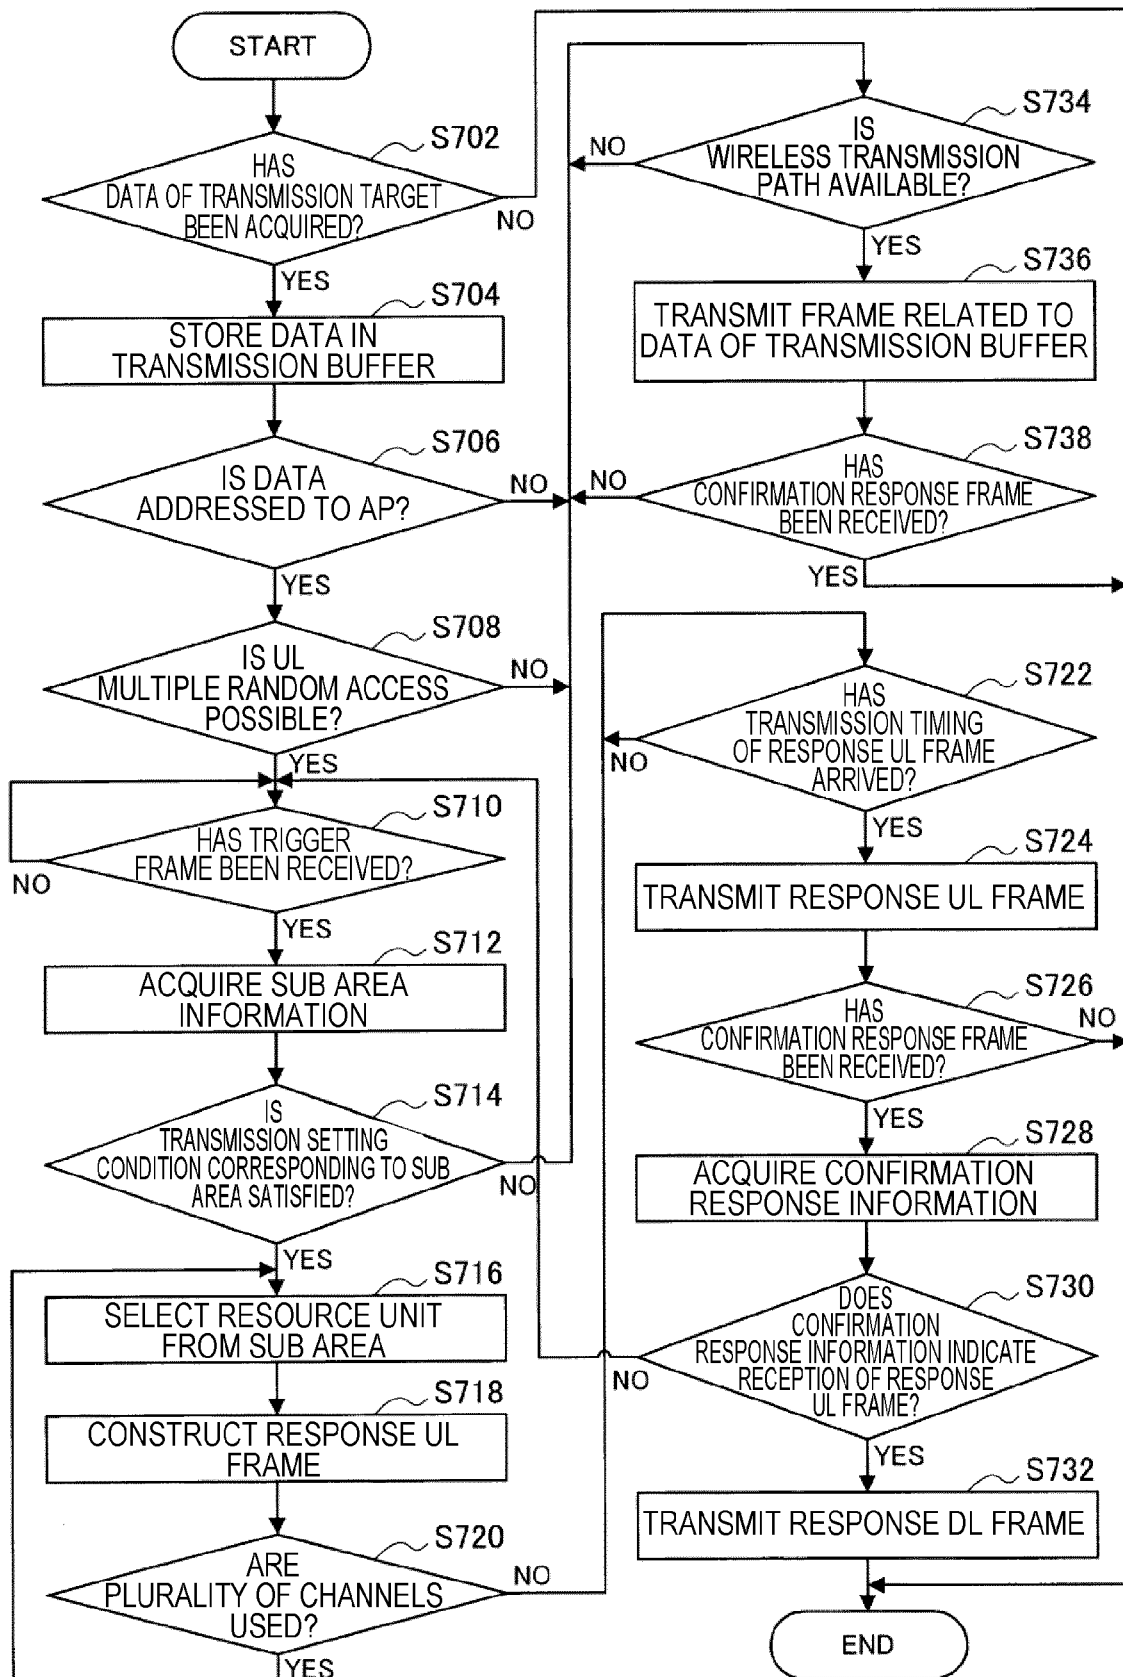 START
S702
HAS
DATA OF TRANSMISSION TARGET
BEEN ACQUIRED?
NO
YES
S704
STORE DATA IN
TRANSMISSION BUFFER
S706
IS DATA
ADDRESSED TO AP?
NO
YES
S708
IS UL
MULTIPLE RANDOM ACCESS
POSSIBLE?
NO
YES
S710
HAS TRIGGER
FRAME BEEN RECEIVED?
NO
YES
S712
ACQUIRE SUB AREA
INFORMATION
S714
IS
TRANSMISSION SETTING
CONDITION CORRESPONDING TO SUB
AREA SATISFIED?
NO
YES
S716
SELECT RESOURCE UNIT
FROM SUB AREA
S718
CONSTRUCT RESPONSE UL
FRAME
S720
ARE
PLURALITY OF CHANNELS
USED?
NO
YES
S734
IS
WIRELESS TRANSMISSION
PATH AVAILABLE?
NO
YES
S736
TRANSMIT FRAME RELATED TO
DATA OF TRANSMISSION BUFFER
S738
HAS
CONFIRMATION RESPONSE FRAME
BEEN RECEIVED?
NO
YES
S722
HAS
TRANSMISSION TIMING
OF RESPONSE UL FRAME
ARRIVED?
NO
YES
S724
TRANSMIT RESPONSE UL FRAME
S726
HAS
CONFIRMATION RESPONSE FRAME
BEEN RECEIVED?
NO
YES
S728
ACQUIRE CONFIRMATION
RESPONSE INFORMATION
S730
DOES
CONFIRMATION
RESPONSE INFORMATION INDICATE
RECEPTION OF RESPONSE
UL FRAME?
NO
YES
S732
TRANSMIT RESPONSE DL FRAME
END